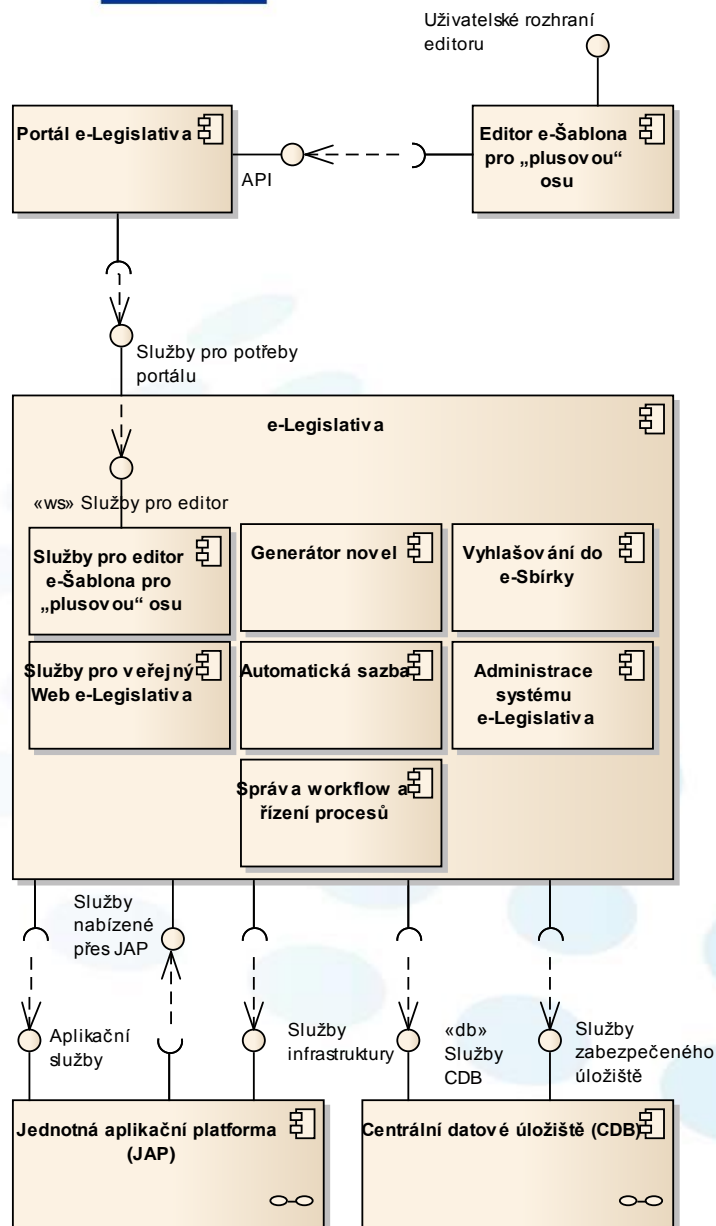 Uživatelské rozhraní
editoru
Portál e-Legislativa
Editor e-Šablona
pro „plusovou“
osu
API
Služby pro potřeby
portálu
e-Legislativa
«ws» Služby pro editor
Služby pro editor
e-Šablona pro
„plusovou“ osu
Generátor novel
Vyhlašování do
e-Sbírky
Služby pro veřejný
Web e-Legislativa
Automatická sazba
Administrace
systému
e-Legislativa
Správa workflow a
řízení procesů
Služby
nabízené
přes JAP
Aplikační
služby
Služby
infrastruktury
«db»
Služby
CDB
Služby
zabezpečeného
úložiště
Jednotná aplikační platforma
(JAP)
Centrální datové úložiště (CDB)